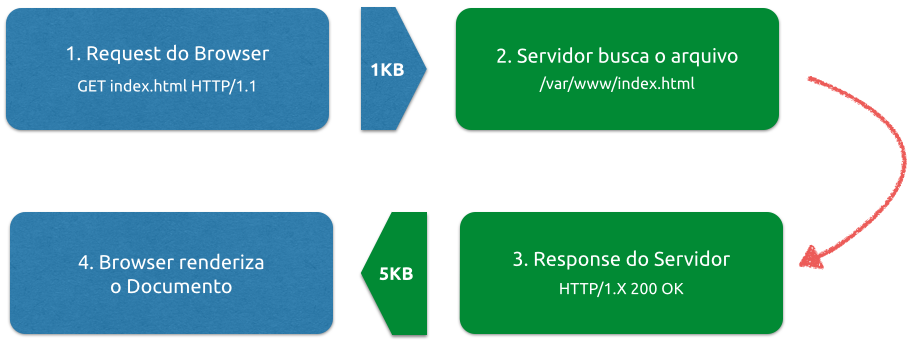 1. Request do Browser
GET index.html HTTP/1.1
1KB
2. Servidor busca o arquivo
/var/www/index.html
3. Response do Servidor
HTTP/1.X 200 OK
5KB
4. Browser renderiza
o Documento